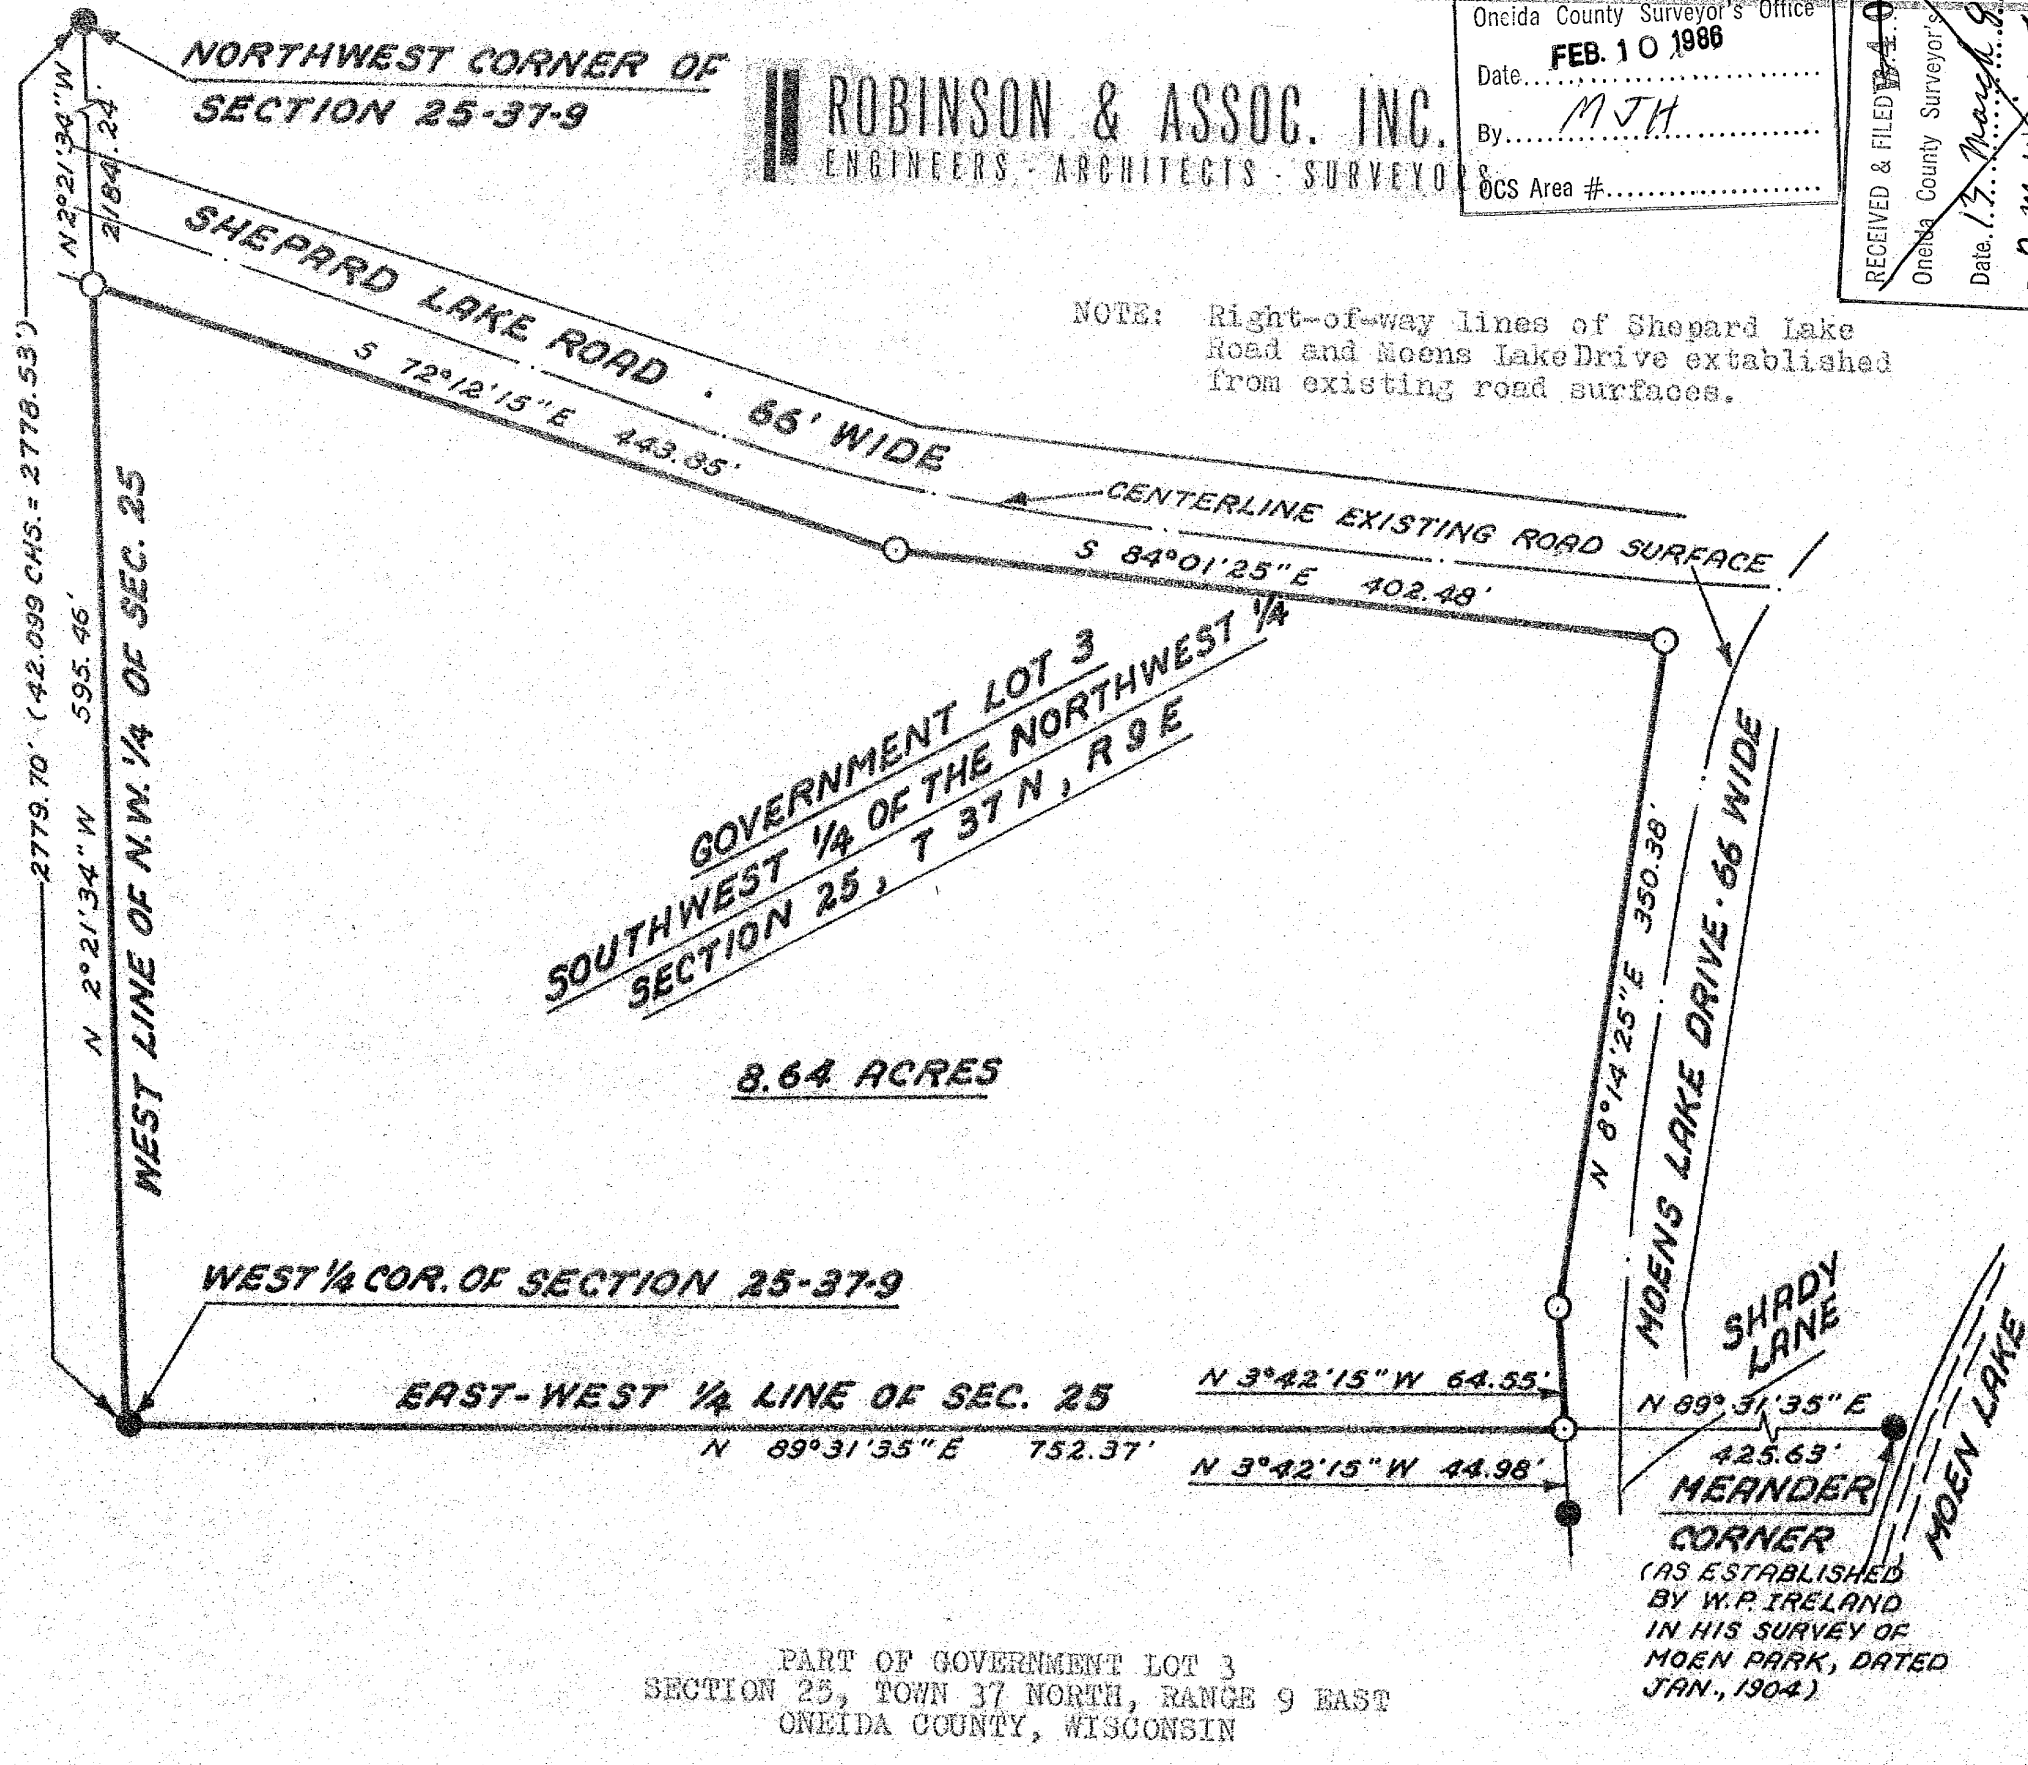 NORTHWEST CORNER OF
SECTION 25-37-9
ROBINSON & ASSOC. INC.
ENGINEERS - ARCHITECTS - SURVEYORS
Oneida County Surveyor's Office
Date FEB. 10 1986
By MJH
OCS Area #
RECEIVED & FILED
Oneida County Surveyor's
Date 13 March
N 2°21'34" W
2184.24'
SHEPARD LAKE ROAD · 66' WIDE
NOTE: Right-of-way lines of Shepard Lake
Road and Moens Lake Drive extablished
from existing road surfaces.
S 72°12'15" E 443.85'
CENTERLINE EXISTING ROAD SURFACE
S 84°01'25" E 402.48'
2779.70' (42.099 CHS. = 2778.53')
N 2°21'34" W 595.46'
WEST LINE OF N.W. 1/4 OF SEC. 25
GOVERNMENT LOT 3
SOUTHWEST 1/4 OF THE NORTHWEST 1/4
SECTION 25, T 37 N, R 9 E
8.64 ACRES
N 8°14'25" E 350.38'
MOENS LAKE DRIVE · 66 WIDE
WEST 1/4 COR. OF SECTION 25-37-9
SHADY
LANE
MOEN LAKE
EAST-WEST 1/4 LINE OF SEC. 25
N 89°31'35" E 752.37'
N 3°42'15" W 64.55'
N 3°42'15" W 44.98'
N 89°31'35" E
425.63'
MEANDER
CORNER
(AS ESTABLISHED
BY W.P. IRELAND
IN HIS SURVEY OF
MOEN PARK, DATED
JAN., 1904)
PART OF GOVERNMENT LOT 3
SECTION 25, TOWN 37 NORTH, RANGE 9 EAST
ONEIDA COUNTY, WISCONSIN